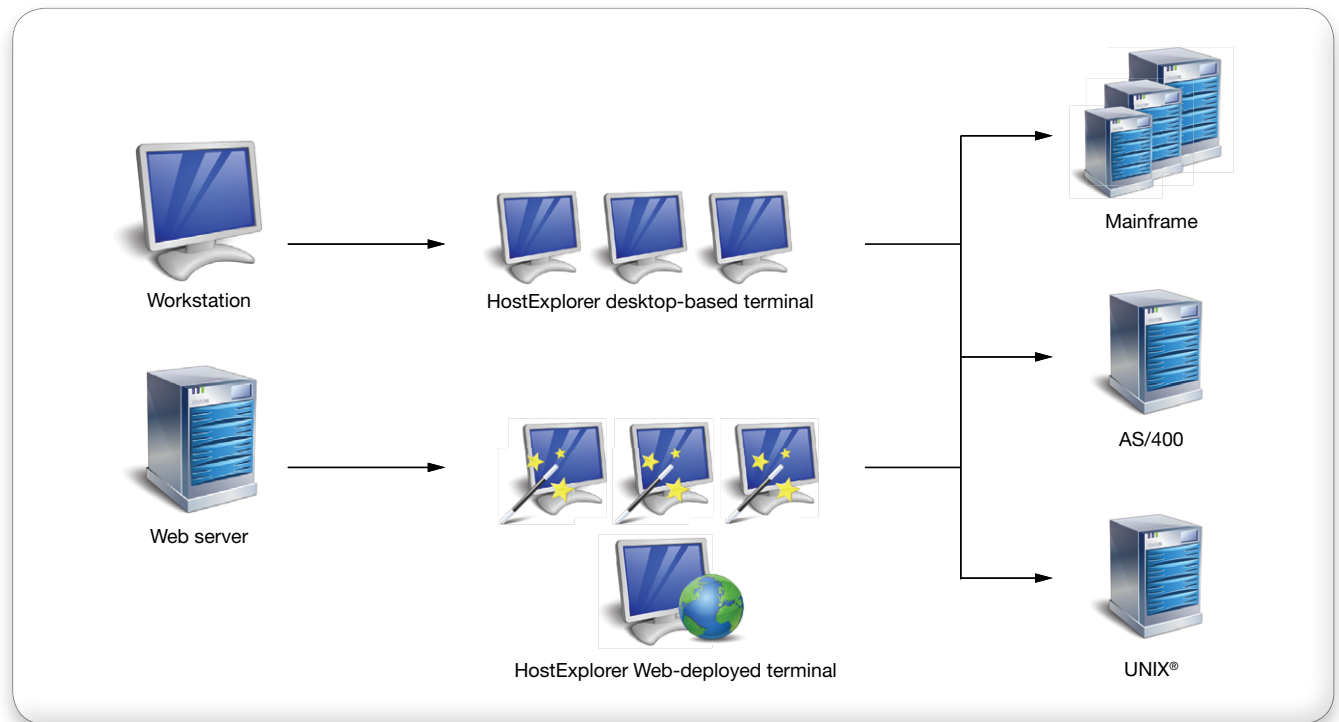 Mainframe
Workstation
HostExplorer desktop-based terminal
AS/400
Web server
HostExplorer Web-deployed terminal
UNIX®